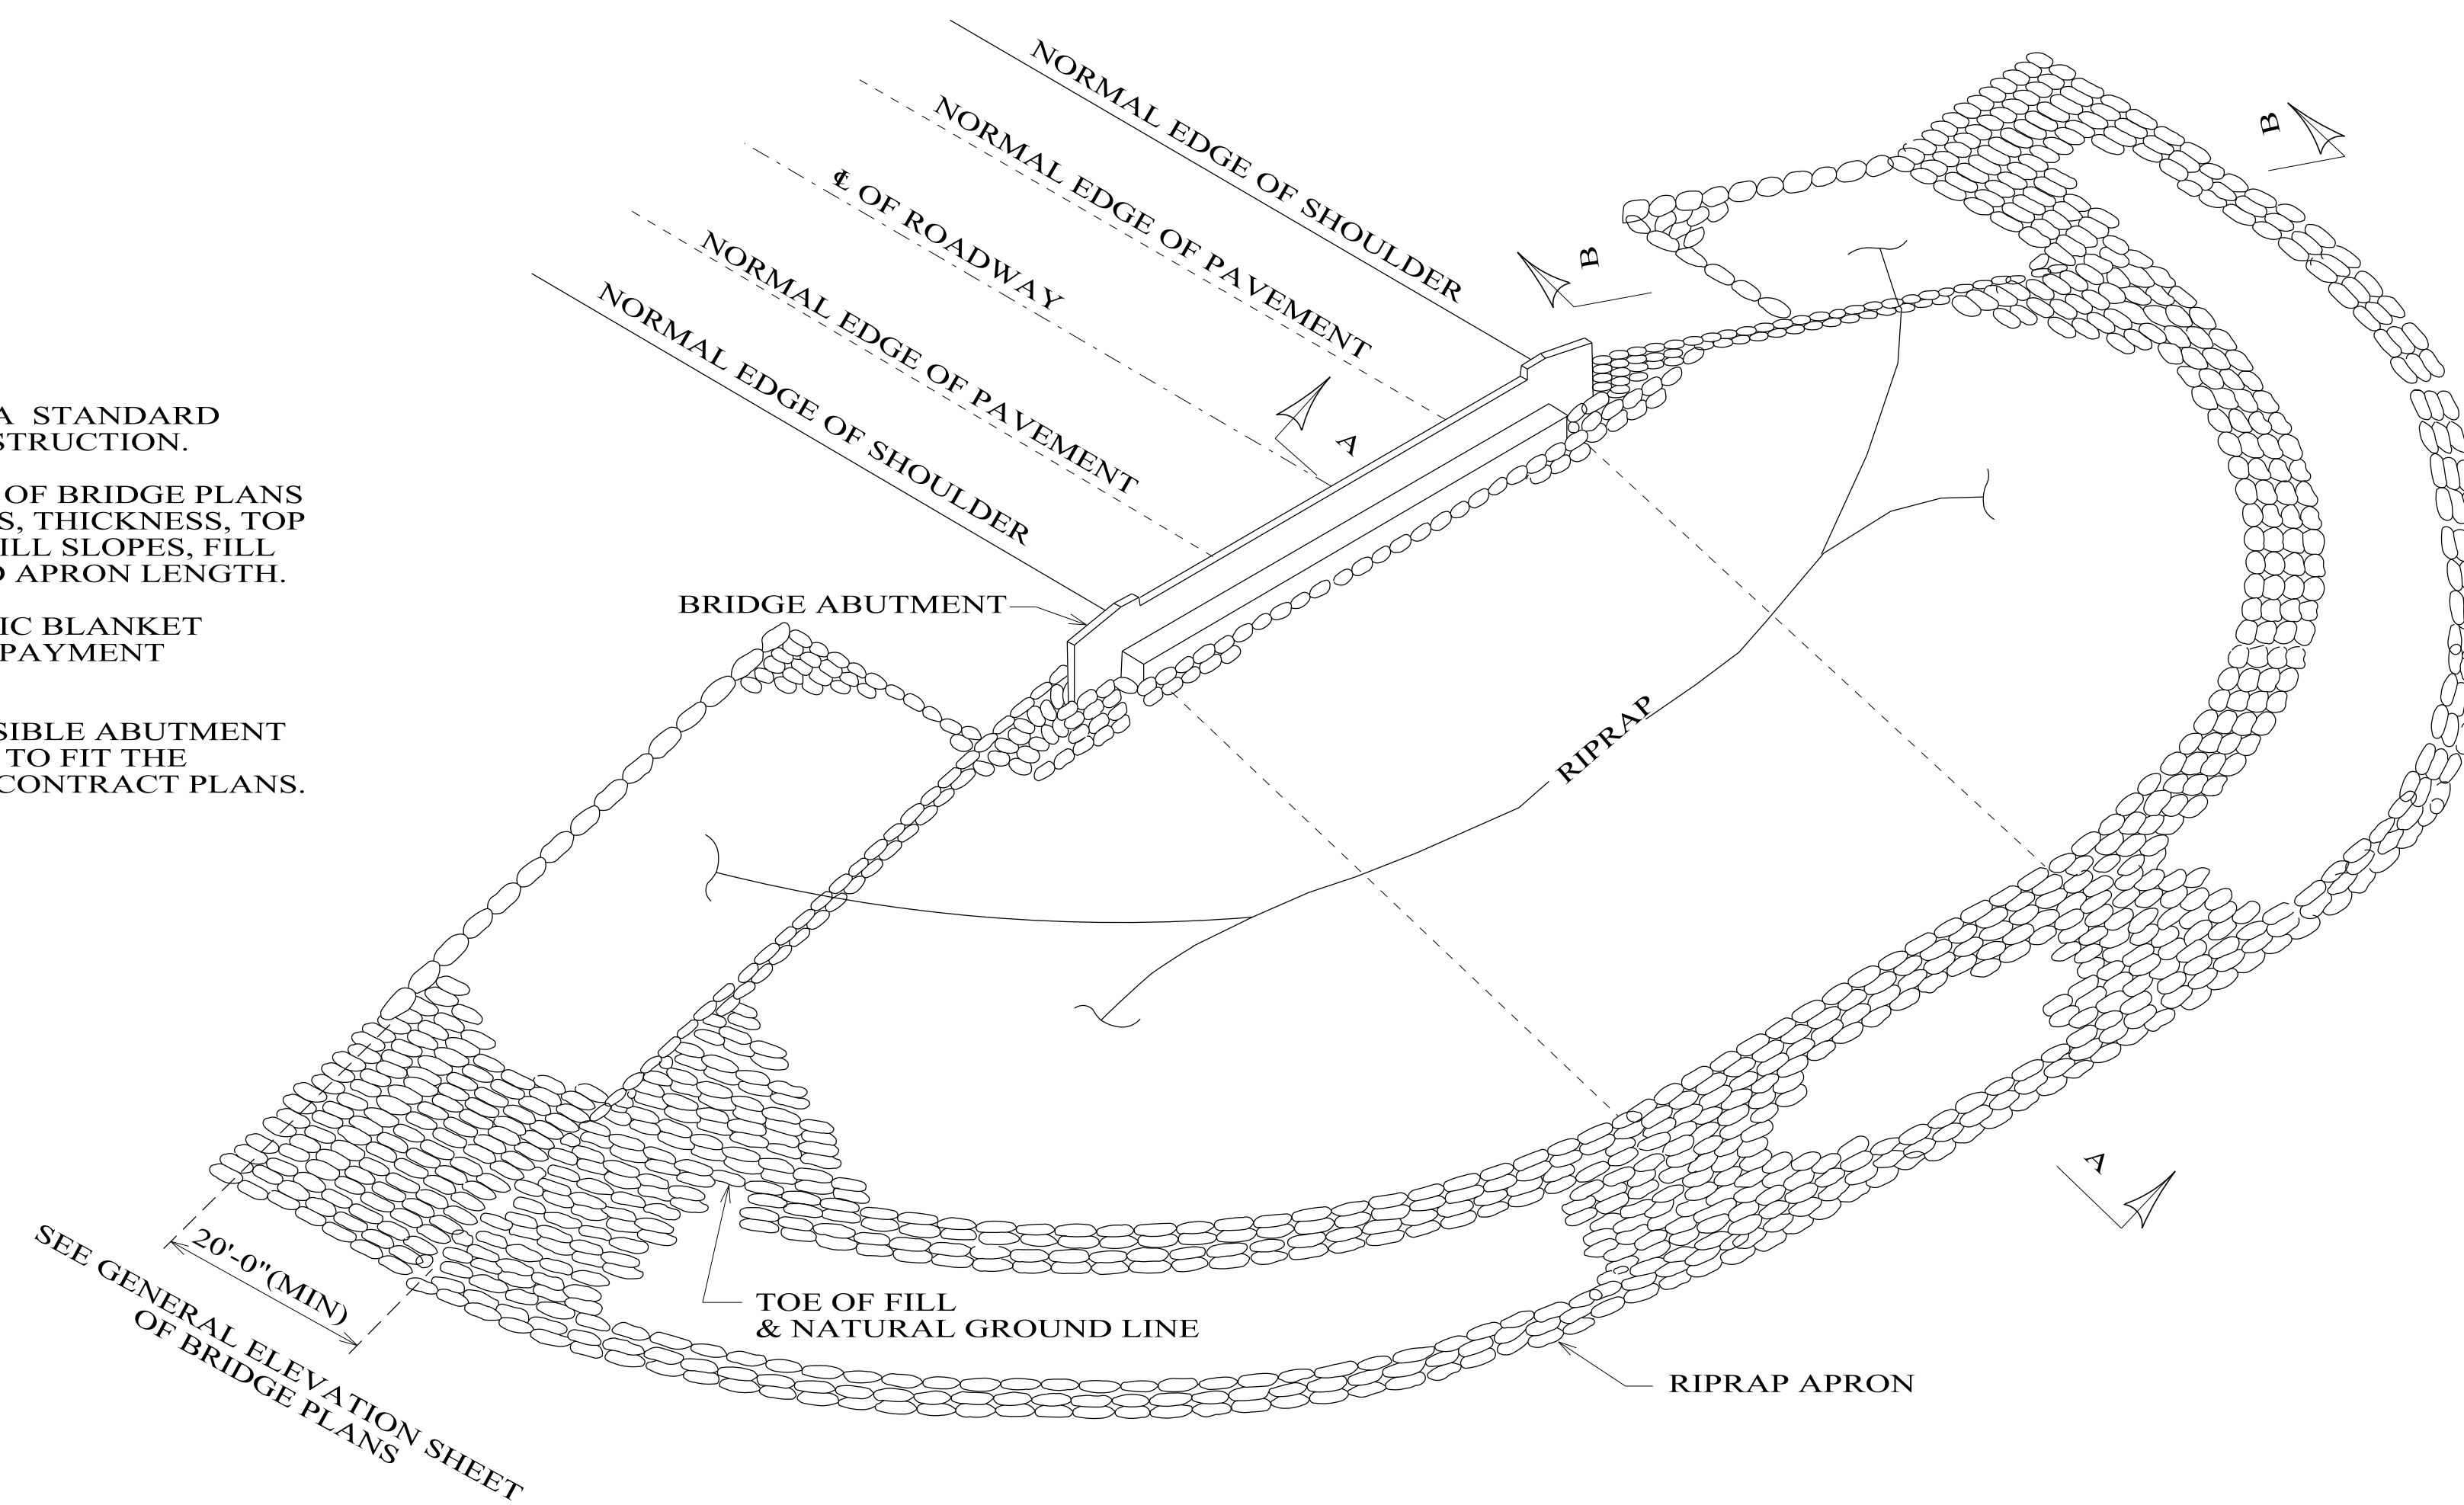 A STANDARD
STRUCTION.
OF BRIDGE PLANS
S, THICKNESS, TOP
ILL SLOPES, FILL
APRON LENGTH.
IC BLANKET
PAYMENT
SIBLE ABUTMENT
TO FIT THE
CONTRACT PLANS.
NORMAL EDGE OF SHOULDER
NORMAL EDGE OF PAVEMENT
℄ OF ROADWAY
NORMAL EDGE OF PAVEMENT
NORMAL EDGE OF SHOULDER
B
B
A
BRIDGE ABUTMENT
RIPRAP
A
20'-0"(MIN)
SEE GENERAL ELEVATION SHEET
OF BRIDGE PLANS
TOE OF FILL
& NATURAL GROUND LINE
RIPRAP APRON